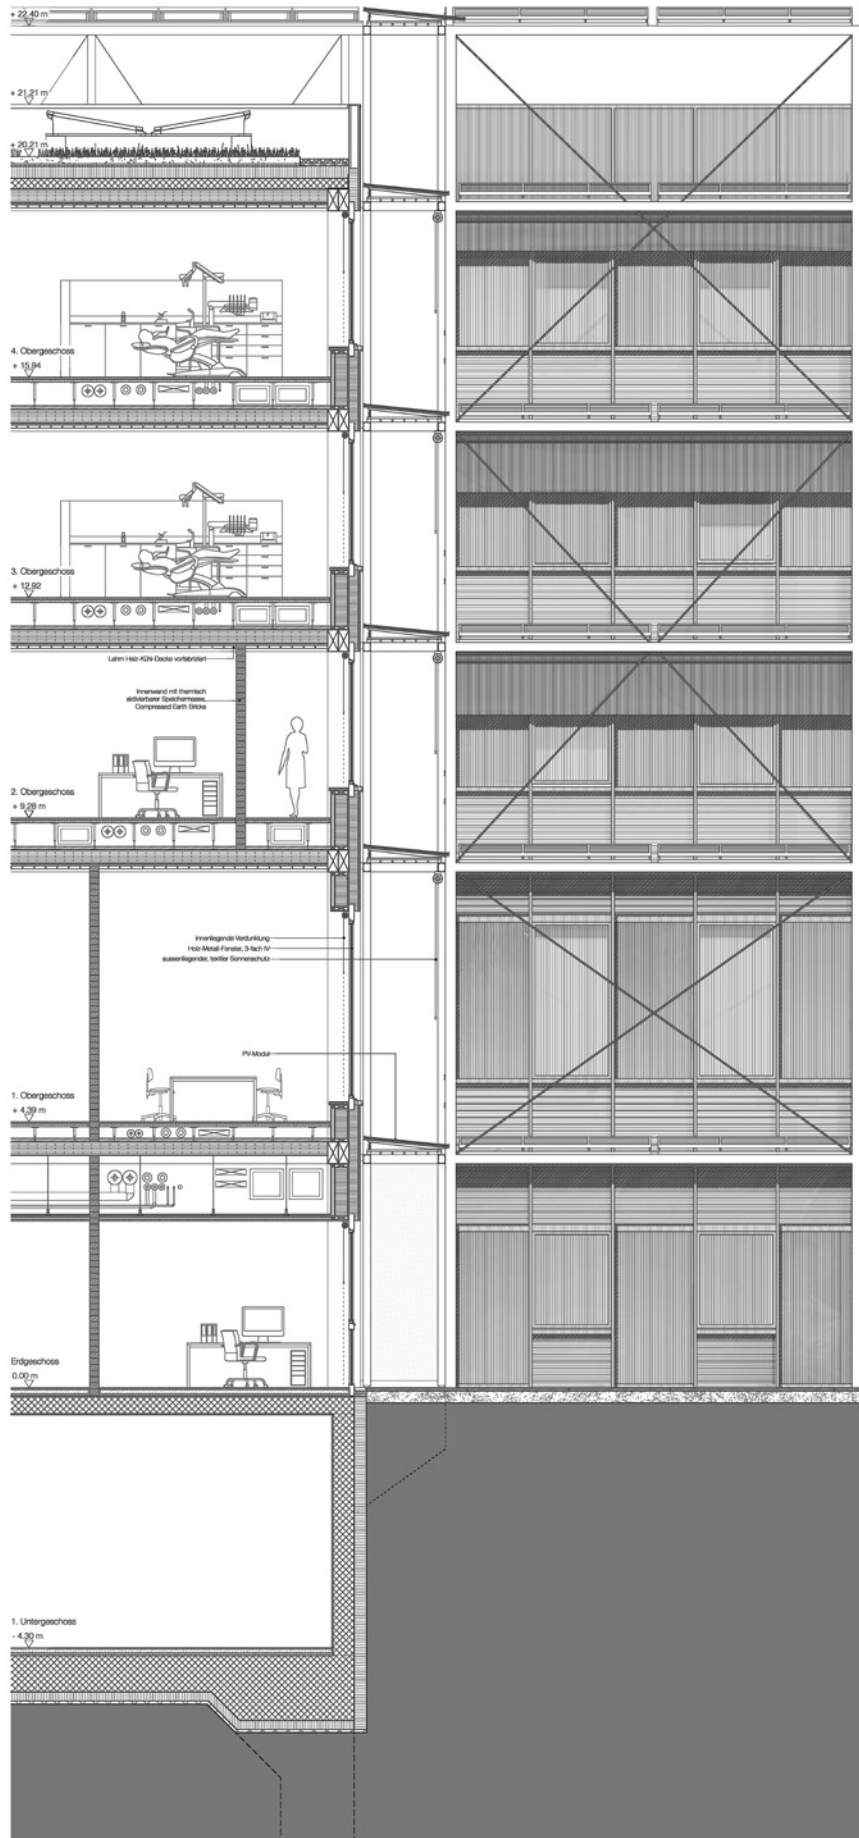 + 22.40 m
+ 21.21 m
+ 20.21 m
4. Obergeschoss
+ 15.94
3. Obergeschoss
+ 12.92
Lehm Heiz-Kühl-Decke vorfabriziert
Innenwand mit thermisch
aktivierbarer Speichermasse,
Compressed Earth Bricks
2. Obergeschoss
+ 9.28 m
Innenliegende Verdunklung
Holz-Metall-Fenster, 3-fach IV
aussenliegender, textiler Sonnenschutz
PV-Modul
1. Obergeschoss
+ 4.39 m
Erdgeschoss
0.00 m
1. Untergeschoss
- 4.30 m